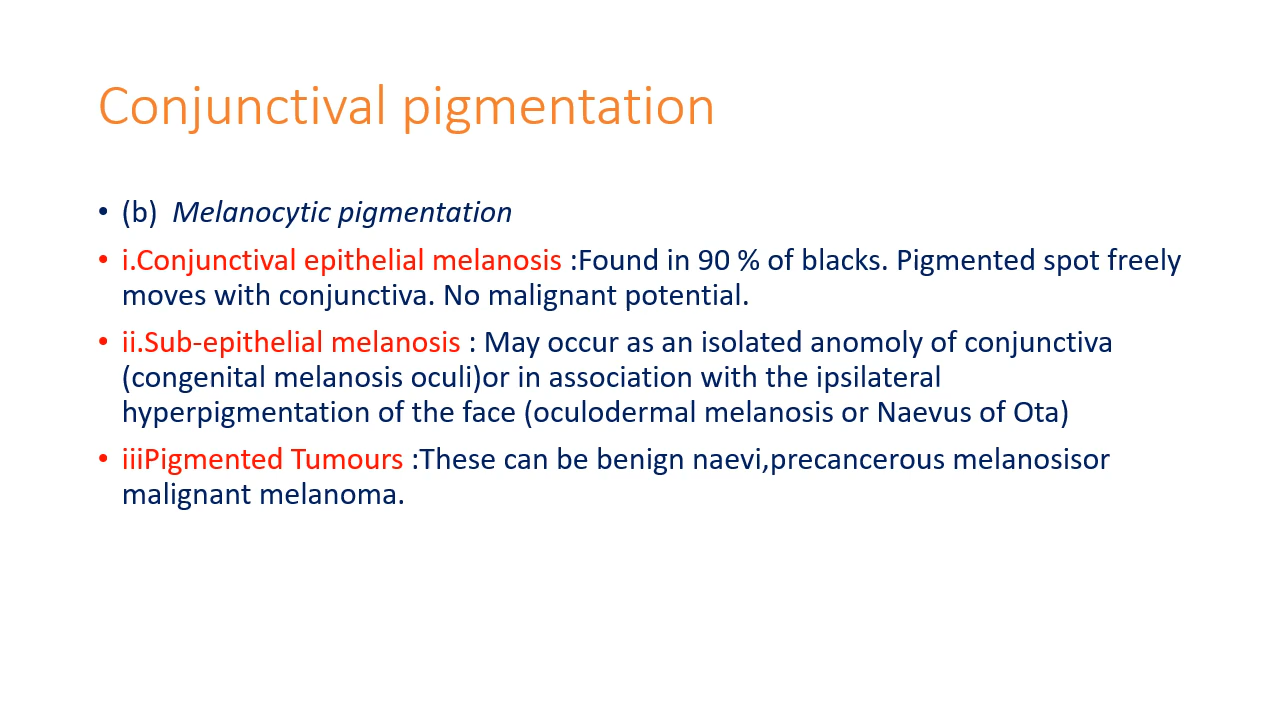 Conjunctival pigmentation
• (b) Melanocytic pigmentation
• i.Conjunctival epithelial melanosis :Found in 90 % of blacks. Pigmented spot freely
moves with conjunctiva. No malignant potential.
• ii.Sub-epithelial melanosis : May occur as an isolated anomoly of conjunctiva
(congenital melanosis oculi)or in association with the ipsilateral
hyperpigmentation of the face (oculodermal melanosis or Naevus of Ota)
• iiiPigmented Tumours :These can be benign naevi,precancerous melanosisor
malignant melanoma.